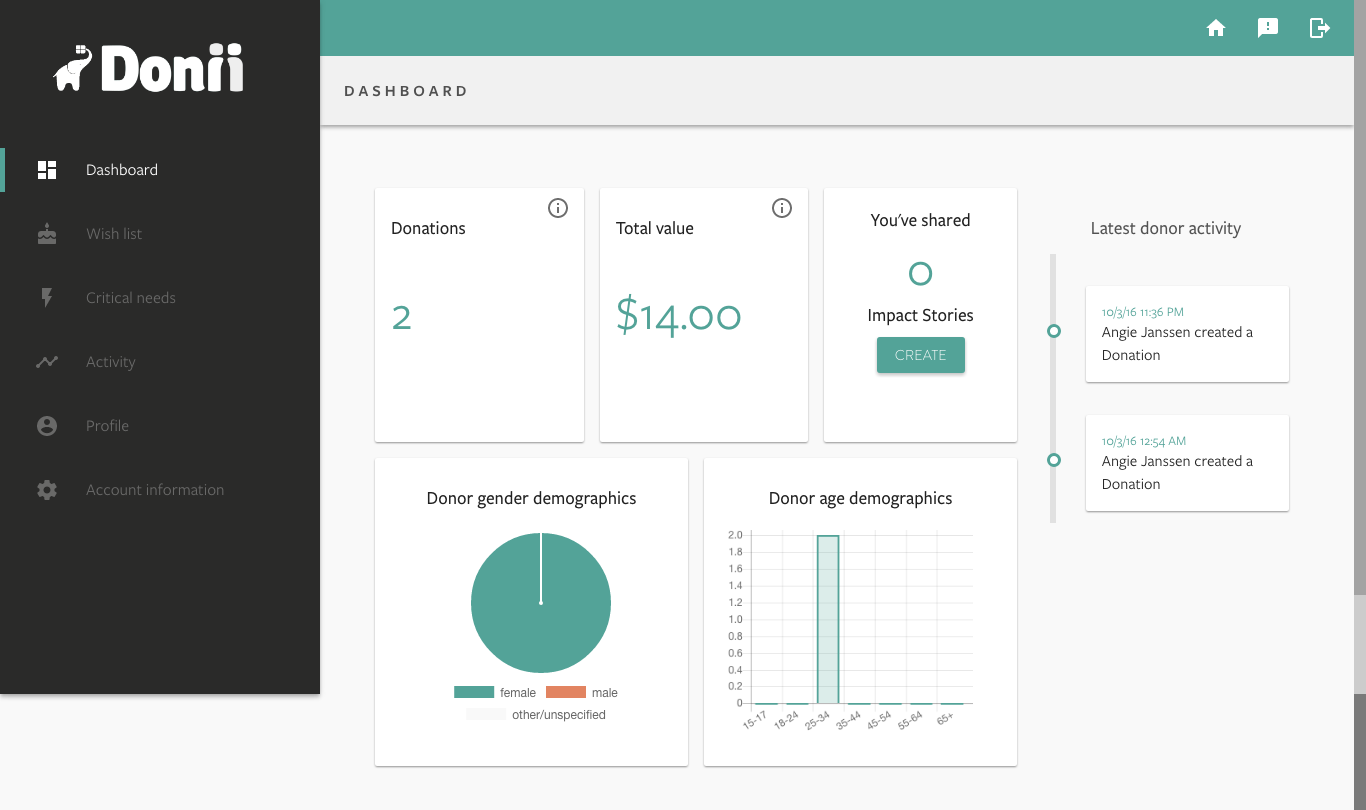 Donii
Dashboard
Wish list
Critical needs
Activity
Profile
Account information
DASHBOARD
Donations
2
Total value
$14.00
You've shared
0
Impact Stories
CREATE
Latest donor activity
10/3/16 11:36 PM
Angie Janssen created a
Donation
10/3/16 12:54 AM
Angie Janssen created a
Donation
Donor gender demographics
female male
other/unspecified
Donor age demographics
2.0
1.8
1.6
1.4
1.2
1.0
0.8
0.6
0.4
0.2
0
15-17 18-24 25-34 35-44 45-54 55-64 65+